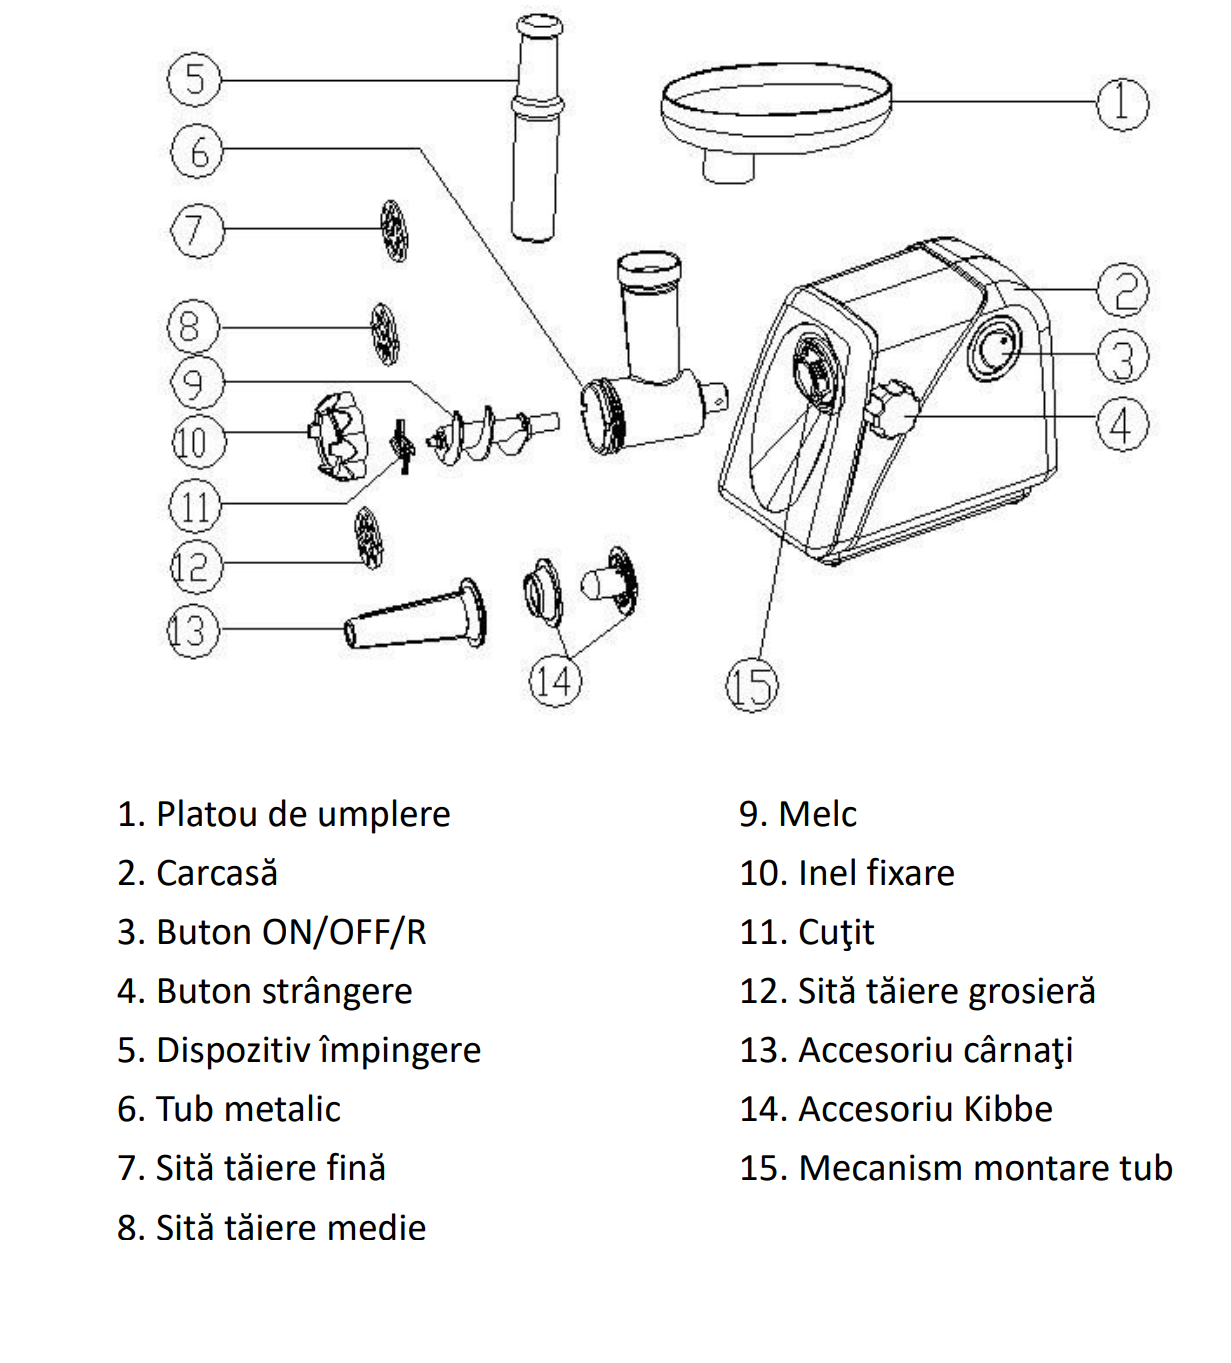 5
1
6
7
2
8
3
9
4
10
11
12
13
14
15
1. Platou de umplere
2. Carcasă
3. Buton ON/OFF/R
4. Buton strângere
5. Dispozitiv împingere
6. Tub metalic
7. Sită tăiere fină
8. Sită tăiere medie
9. Melc
10. Inel fixare
11. Cuţit
12. Sită tăiere grosieră
13. Accesoriu cârnaţi
14. Accesoriu Kibbe
15. Mecanism montare tub